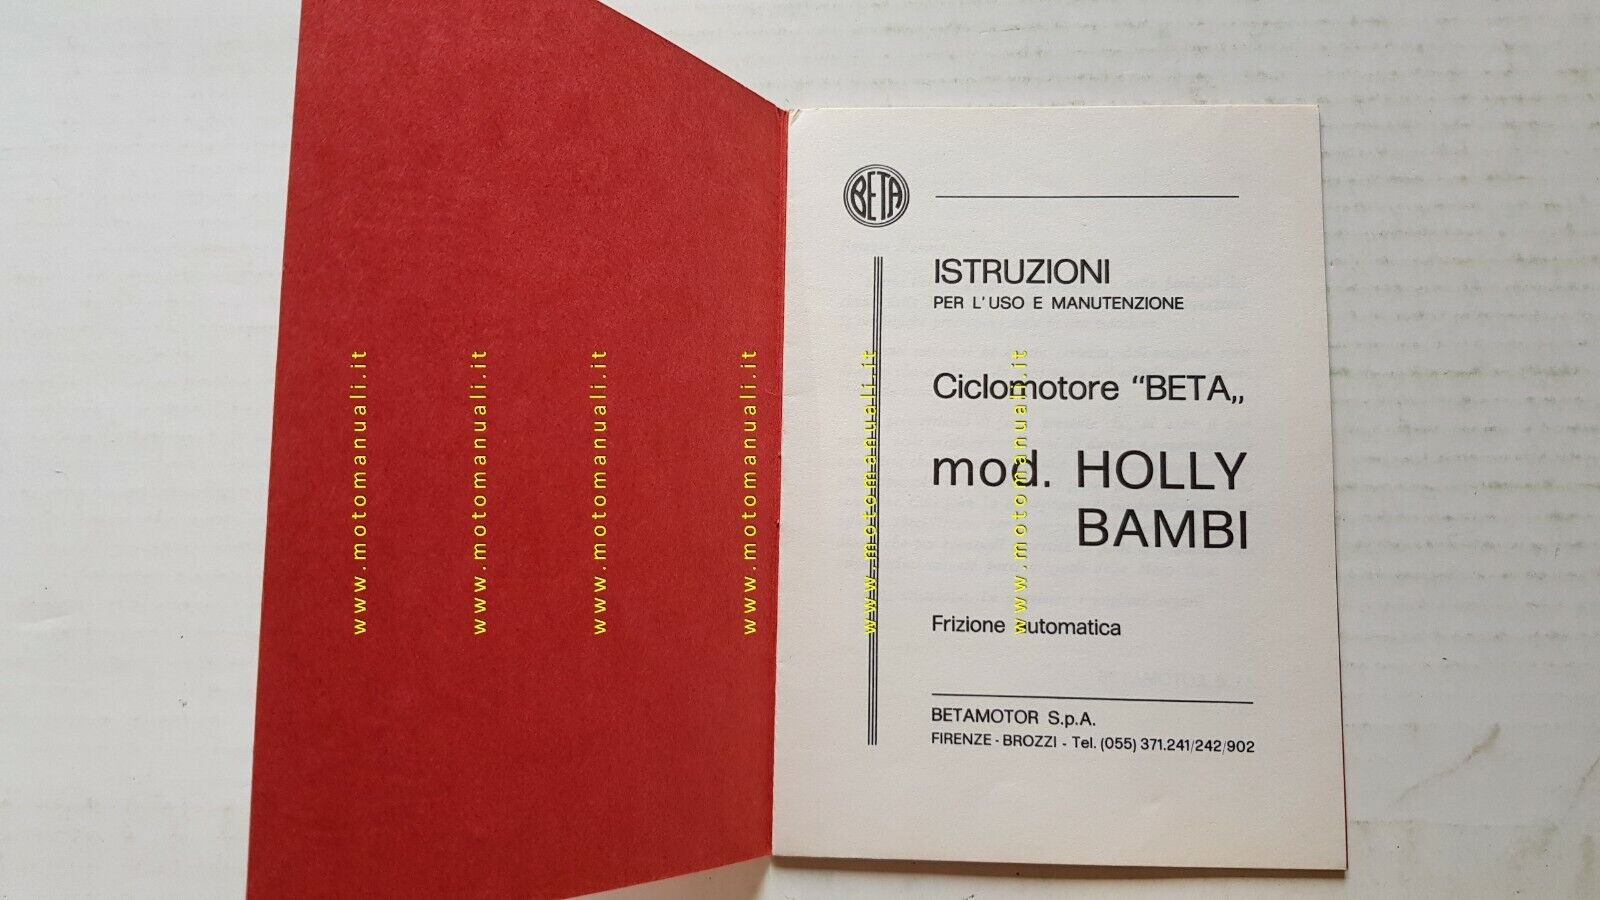 BETA
ISTRUZIONI
PER L'USO E MANUTENZIONE
Ciclomotore “BETA„
mod. HOLLY
BAMBI
Frizione automatica
BETAMOTOR S.p.A.
FIRENZE - BROZZI - Tel. (055) 371.241/242/902
www.motomanuali.it
www.motomanuali.it
www.motomanuali.it
www.motomanuali.it
www.motomanuali.it
www.motomanuali.it